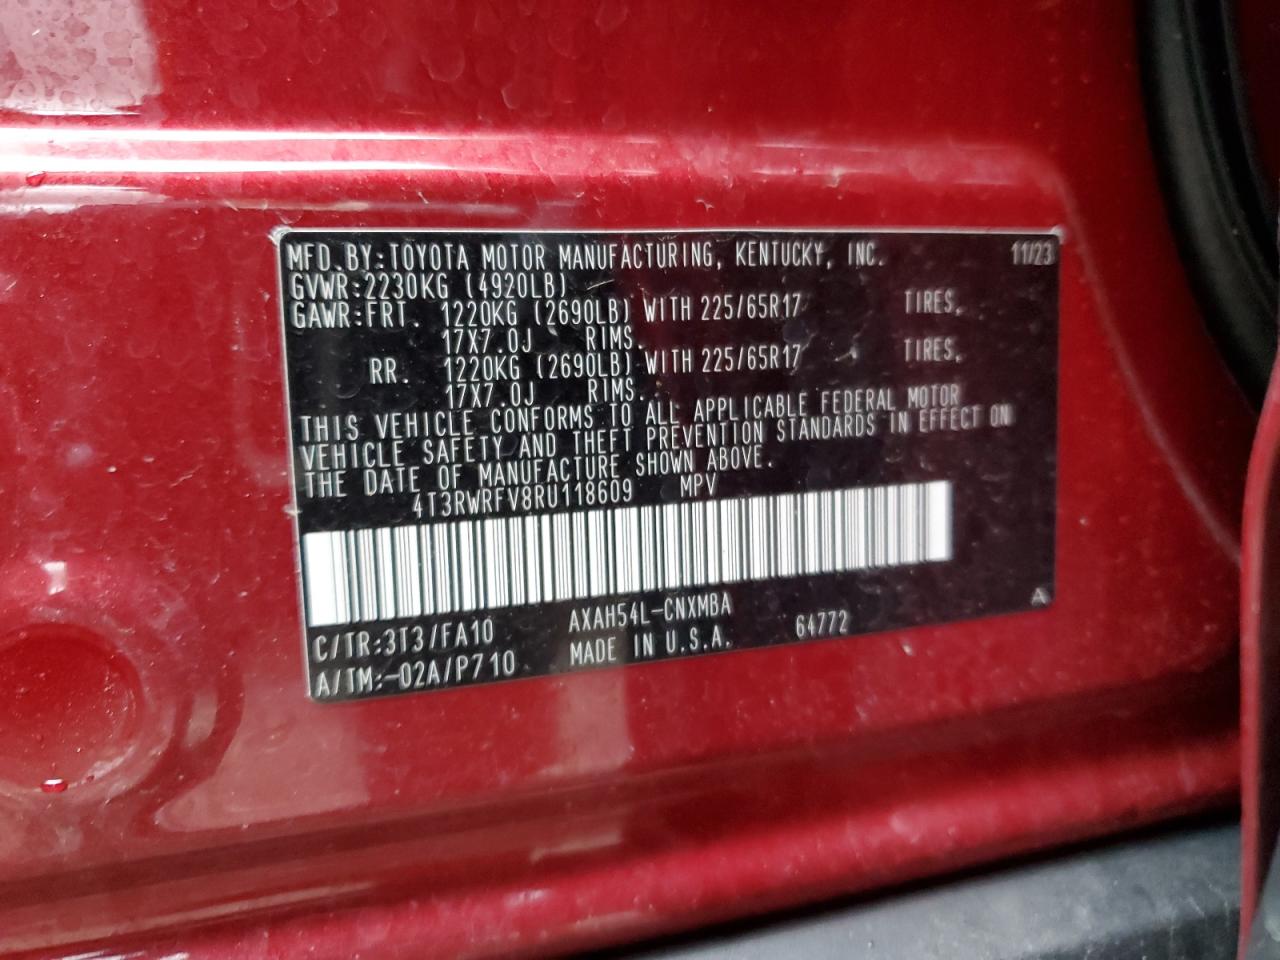 MFD. BY: TOYOTA MOTOR MANUFACTURING, KENTUCKY, INC. 11/23
GVWR: 2230KG (4920LB)
GAWR: FRT. 1220KG (2690LB) WITH 225/65R17 TIRES,
17X7.0J RIMS.
RR. 1220KG (2690LB) WITH 225/65R17 TIRES,
17X7.0J RIMS.
THIS VEHICLE CONFORMS TO ALL APPLICABLE FEDERAL MOTOR
VEHICLE SAFETY AND THEFT PREVENTION STANDARDS IN EFFECT ON
THE DATE OF MANUFACTURE SHOWN ABOVE.
4T3RWRFV8RU118609 MPV
C/TR:3T3/FA10 AXAH54L-CNXMBA A
A/TM:-02A/P710 MADE IN U.S.A. 64772